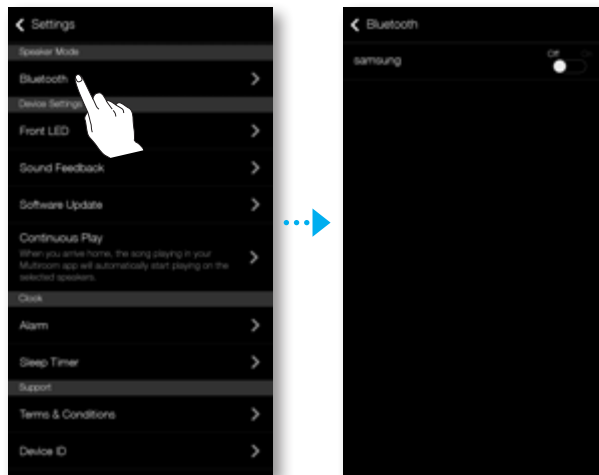 Settings
Speaker Mode
Bluetooth
Device Settings
Front LED
Sound Feedback
Software Update
Continuous Play
When you arrive home, the song playing in your
Multiroom app will automatically start playing on the
selected speakers.
Clock
Alarm
Sleep Timer
Support
Terms & Conditions
Device ID
Bluetooth
samsung
Off On